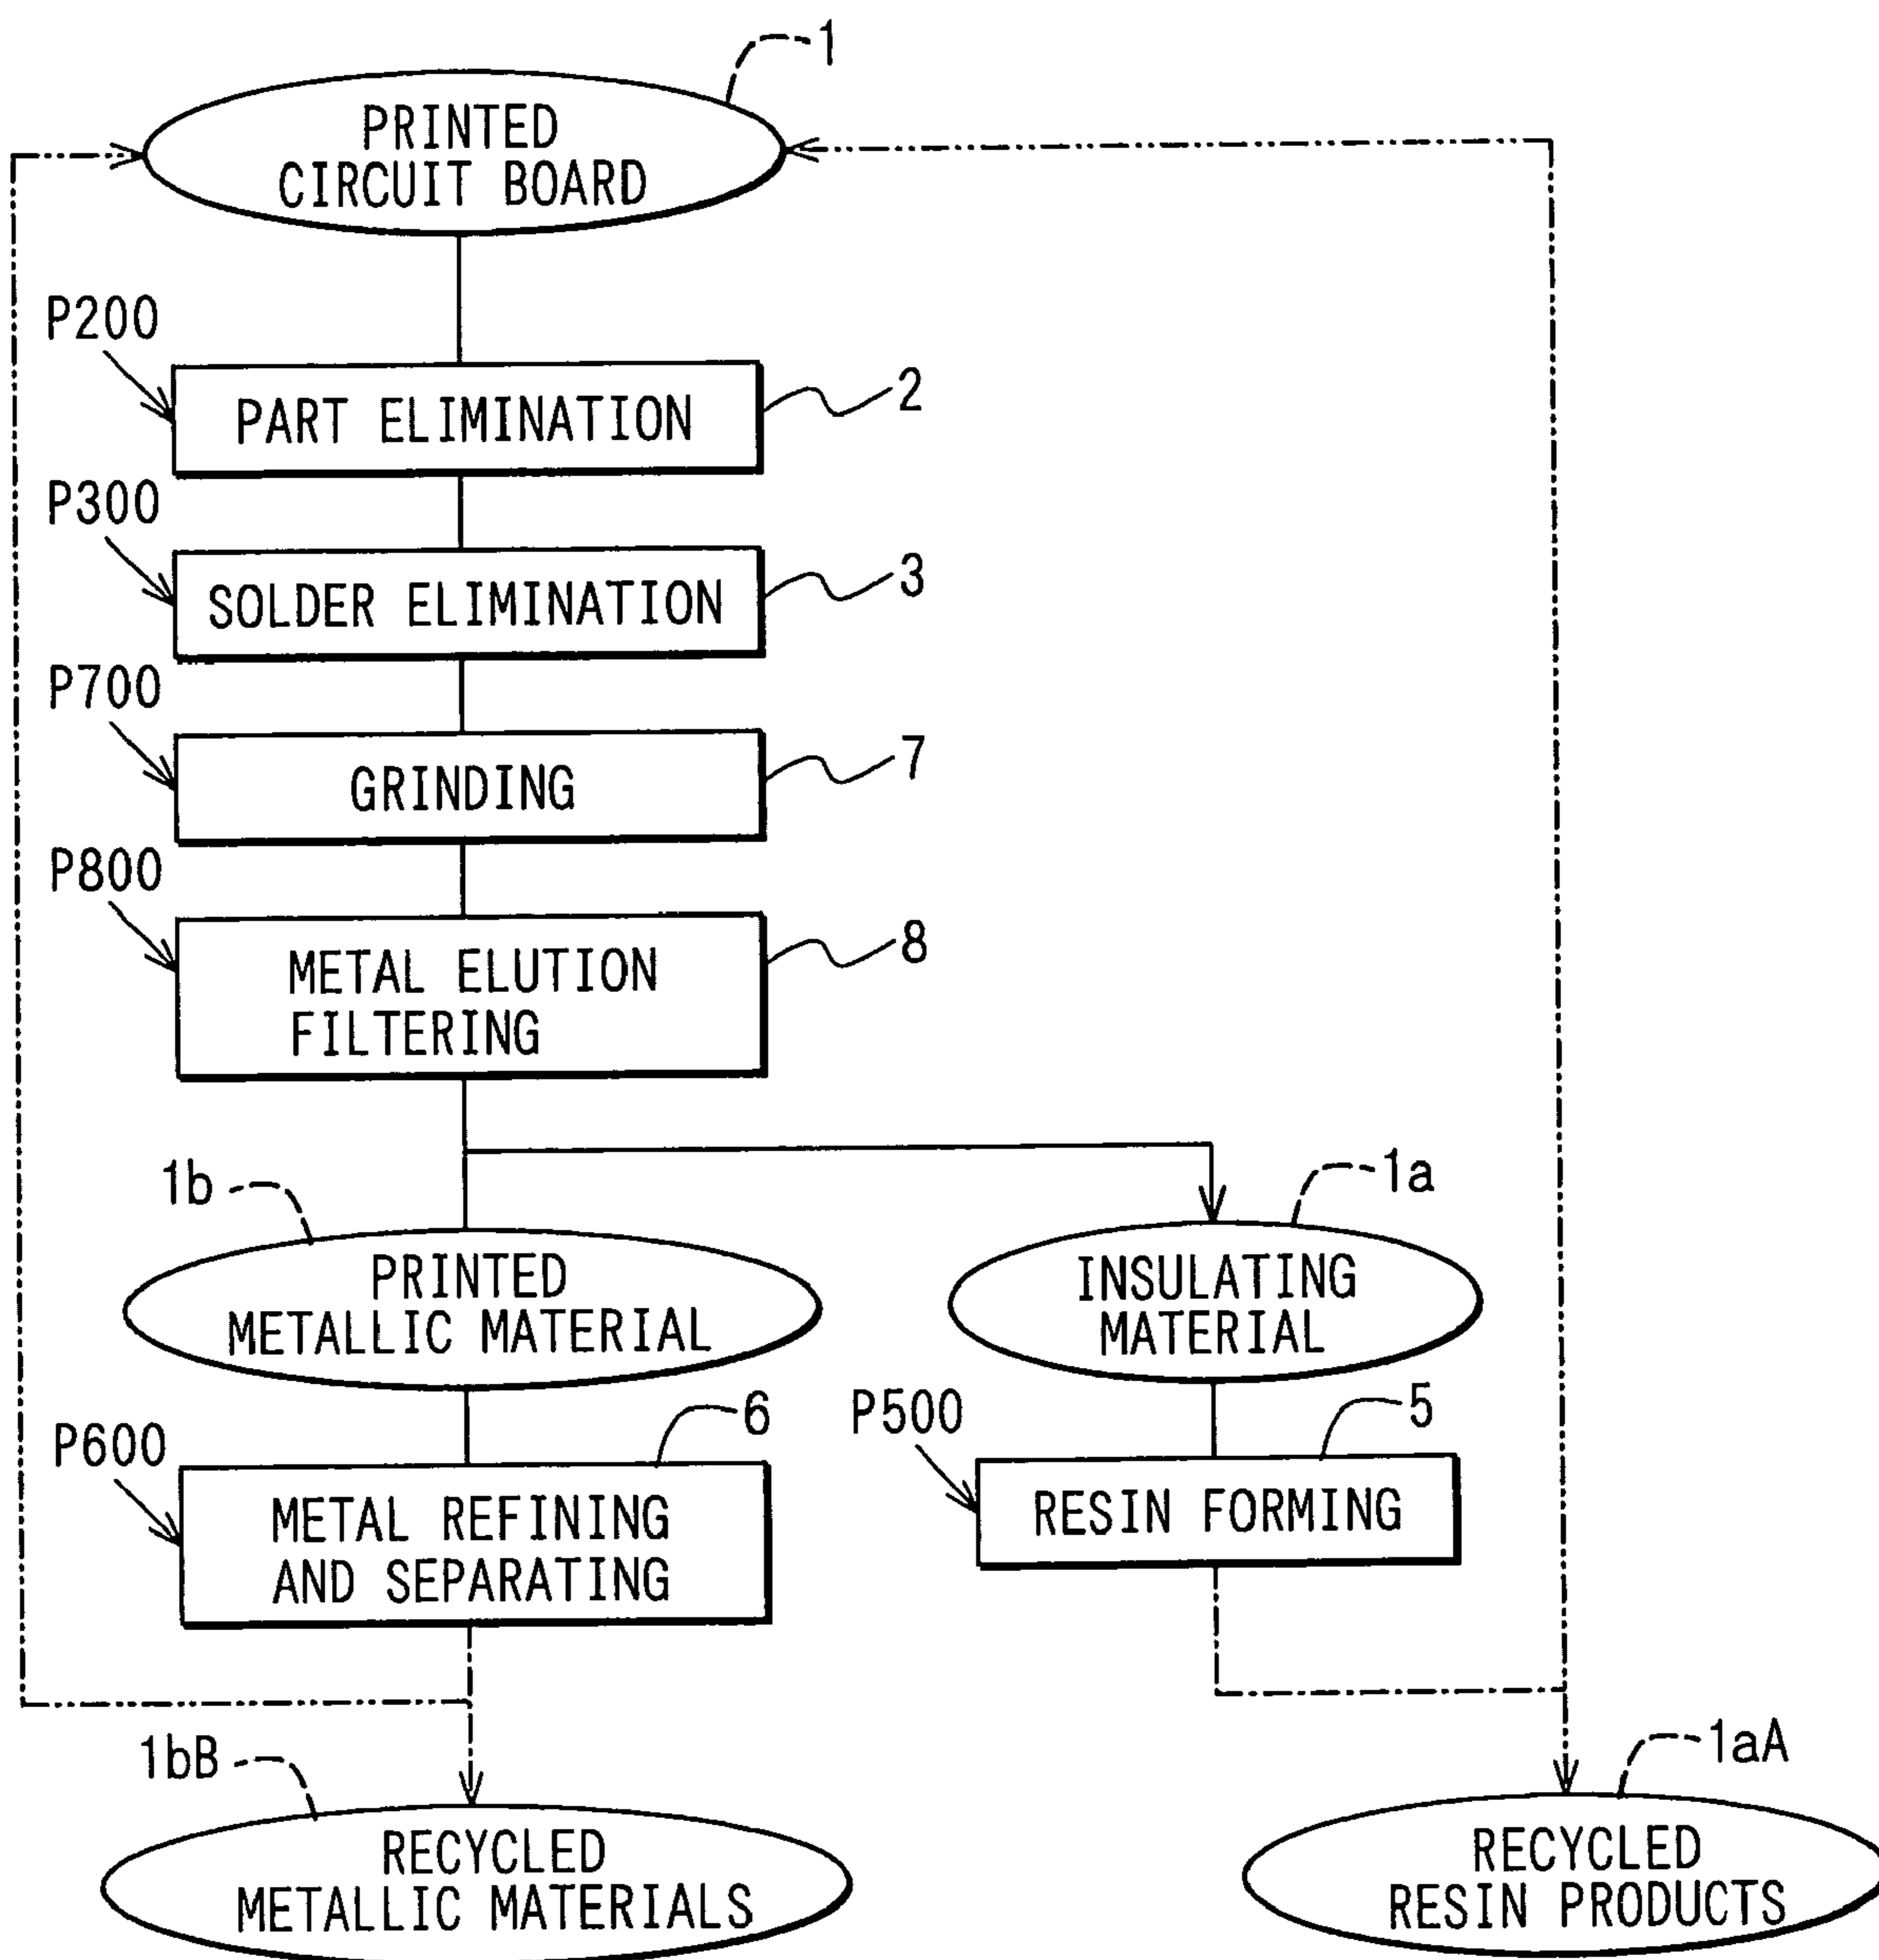 1
PRINTED
CIRCUIT BOARD
P200
PART ELIMINATION
2
P300
SOLDER ELIMINATION
3
P700
GRINDING
7
P800
METAL ELUTION
FILTERING
8
1b
PRINTED
METALLIC MATERIAL
1a
INSULATING
MATERIAL
P600
6
METAL REFINING
AND SEPARATING
P500
5
RESIN FORMING
1bB
RECYCLED
METALLIC MATERIALS
1aA
RECYCLED
RESIN PRODUCTS